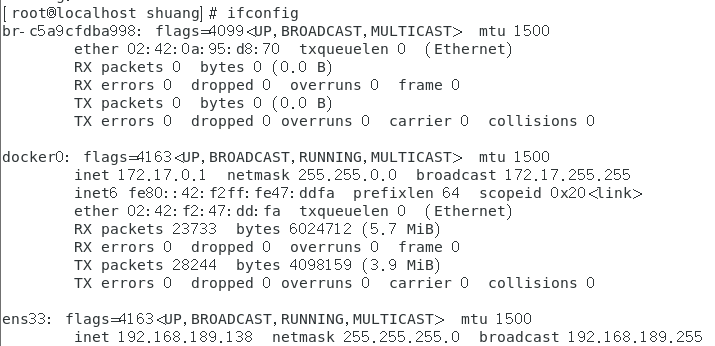 [root@localhost shuang]# ifconfig
br-c5a9cfdba998: flags=4099<UP,BROADCAST,MULTICAST>  mtu 1500
        ether 02:42:0a:95:d8:70  txqueuelen 0  (Ethernet)
        RX packets 0  bytes 0 (0.0 B)
        RX errors 0  dropped 0  overruns 0  frame 0
        TX packets 0  bytes 0 (0.0 B)
        TX errors 0  dropped 0 overruns 0  carrier 0  collisions 0

docker0: flags=4163<UP,BROADCAST,RUNNING,MULTICAST>  mtu 1500
        inet 172.17.0.1  netmask 255.255.0.0  broadcast 172.17.255.255
        inet6 fe80::42:f2ff:fe47:ddfa  prefixlen 64  scopeid 0x20<link>
        ether 02:42:f2:47:dd:fa  txqueuelen 0  (Ethernet)
        RX packets 23733  bytes 6024712 (5.7 MiB)
        RX errors 0  dropped 0  overruns 0  frame 0
        TX packets 28244  bytes 4098159 (3.9 MiB)
        TX errors 0  dropped 0 overruns 0  carrier 0  collisions 0

ens33: flags=4163<UP,BROADCAST,RUNNING,MULTICAST>  mtu 1500
        inet 192.168.189.138  netmask 255.255.255.0  broadcast 192.168.189.255